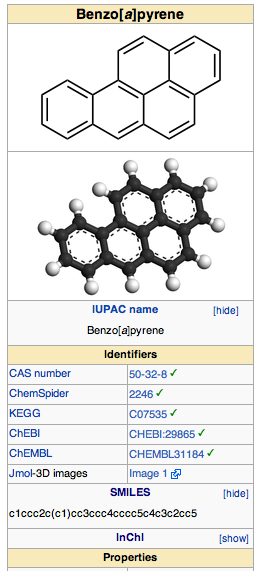 Benzo[a]pyrene
IUPAC name [hide]
Benzo[a]pyrene
Identifiers
CAS number 50-32-8 ✓
ChemSpider 2246 ✓
KEGG C07535 ✓
ChEBI CHEBI:29865 ✓
ChEMBL CHEMBL31184 ✓
Jmol-3D images Image 1
SMILES [hide]
c1ccc2c(c1)cc3ccc4cccc5c4c3c2cc5
InChI [show]
Properties